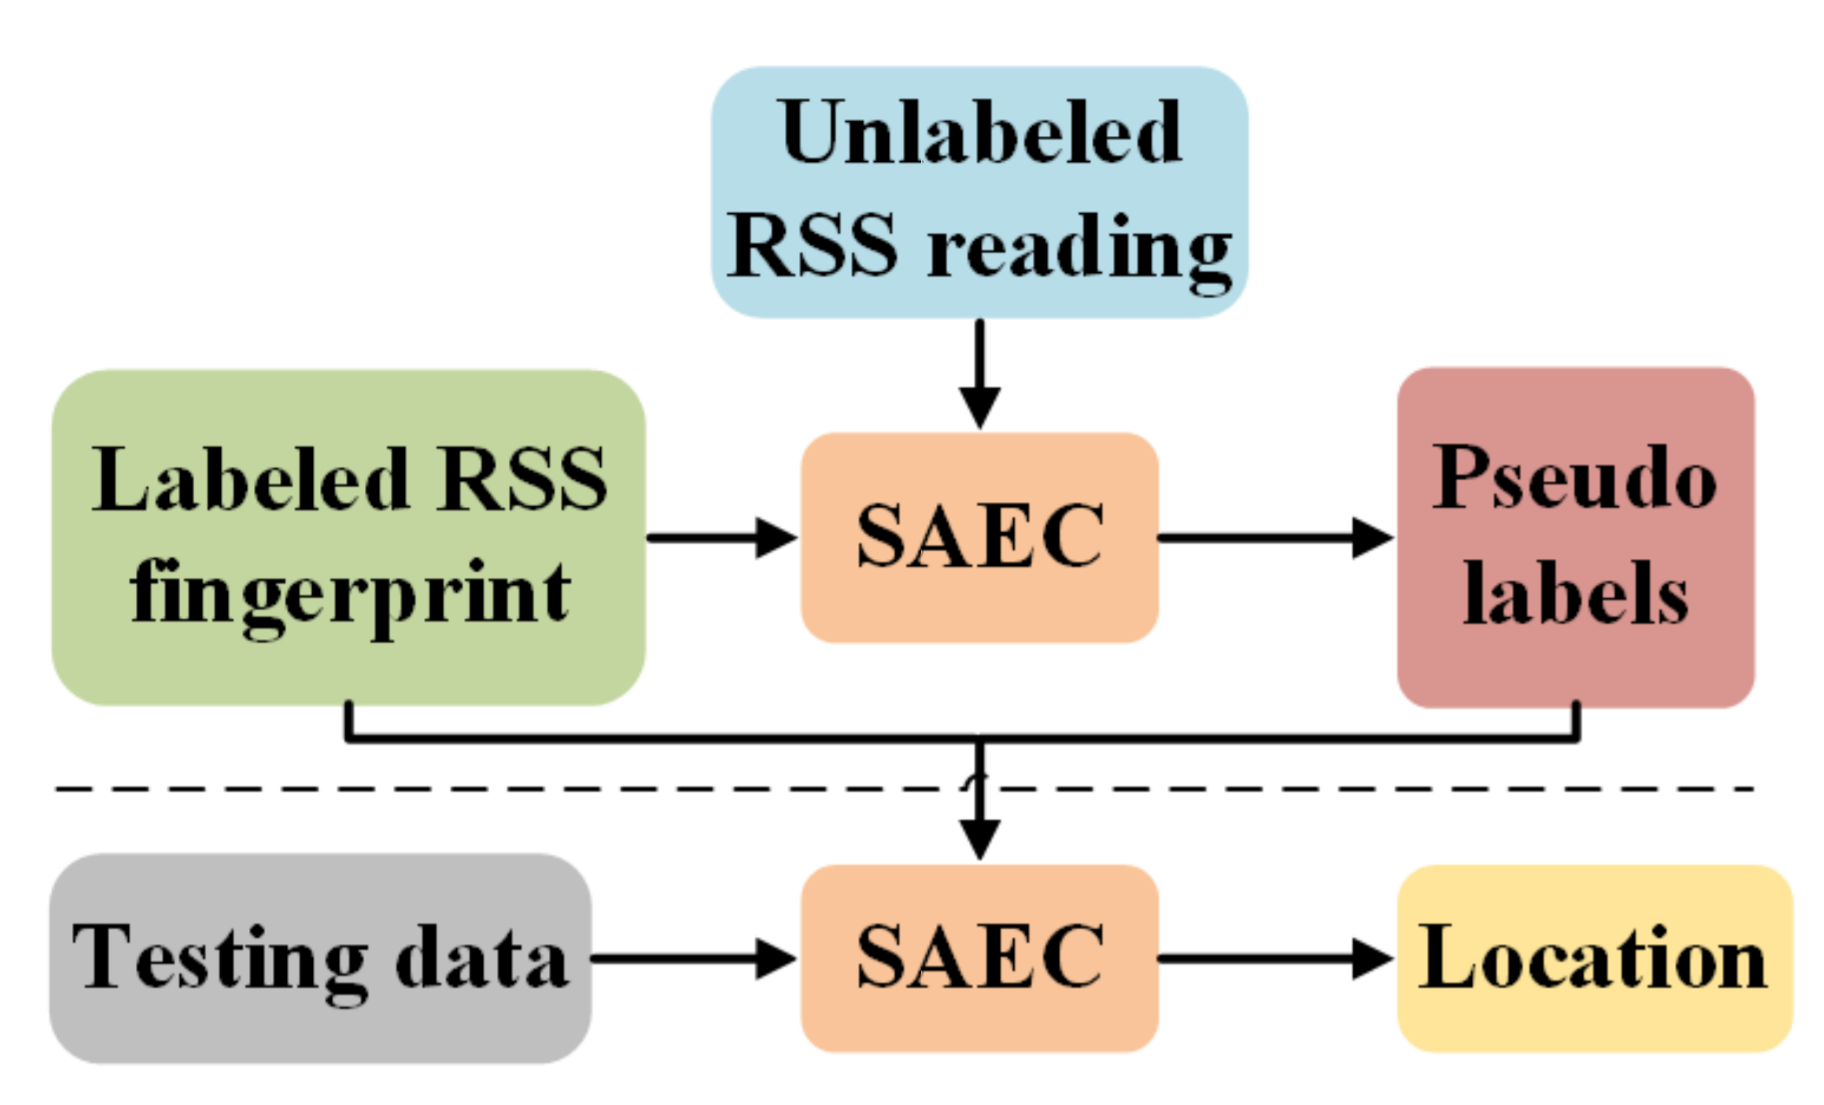 Unlabeled
RSS reading
Labeled RSS
fingerprint
SAEC
Pseudo
labels
Testing data
SAEC
Location